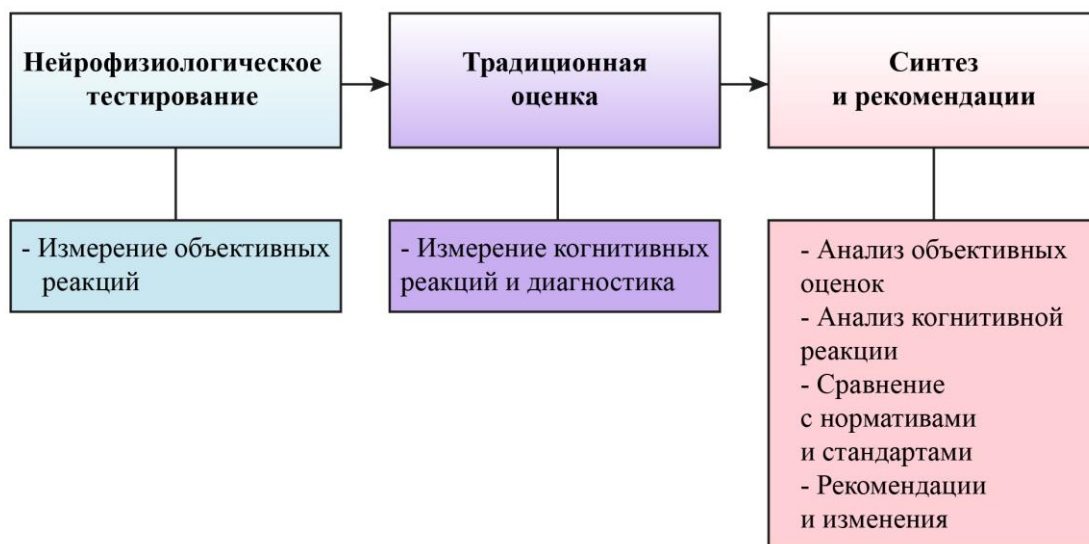 Нейрофизиологическое
тестирование
Традиционная
оценка
Синтез
и рекомендации
- Измерение объективных
реакций
- Измерение когнитивных
реакций и диагностика
- Анализ объективных
оценок
- Анализ когнитивной
реакции
- Сравнение
с нормативами
и стандартами
- Рекомендации
и изменения